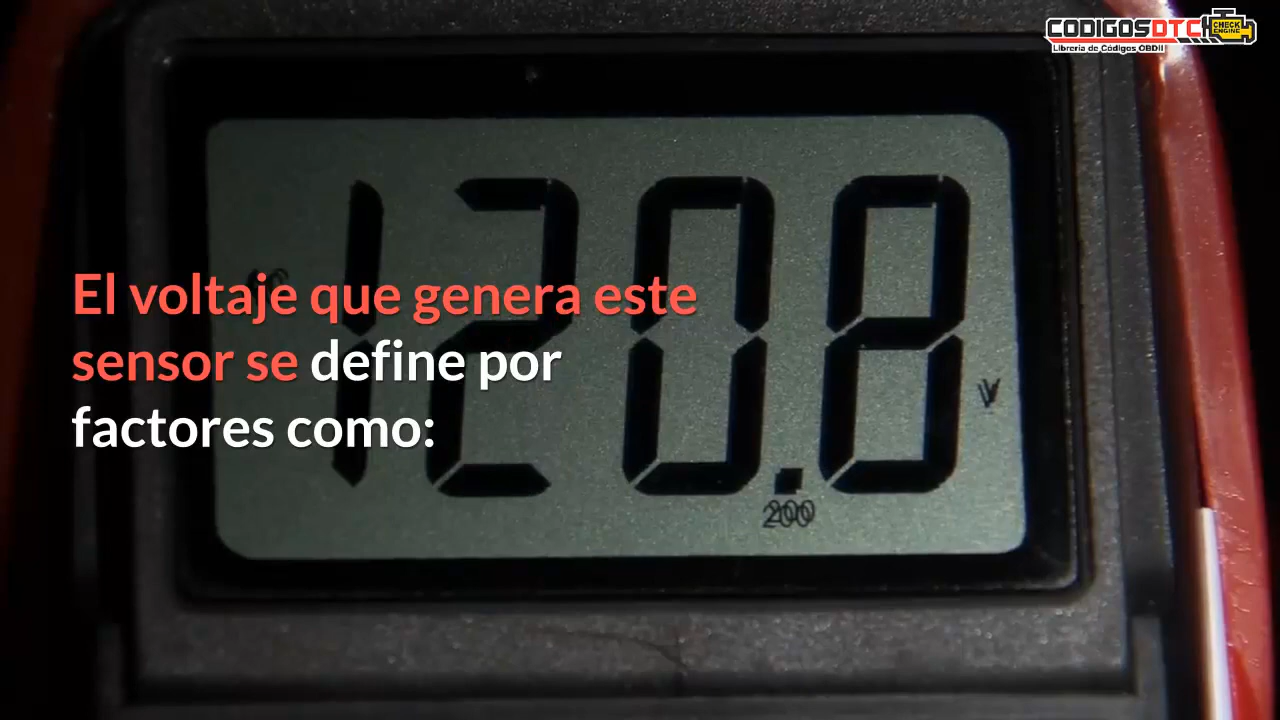 CODIGOSDTC
CHECK
ENGINE
Librería de Códigos OBDII
120.8
V
200
El voltaje que genera este
sensor se define por
factores como: